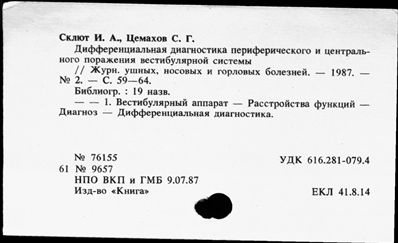 Склют И. А., Цемахов С. Г.
Дифференциальная диагностика периферического и централь-
ного поражения вестибулярной системы
// Журн. ушных, носовых и горловых болезней. — 1987. —
№ 2. — С. 59—64.
Библиогр. : 19 назв.
— — 1. Вестибулярный аппарат — Расстройства функций —
Диагноз — Дифференциальная диагностика.
№ 76155
УДК 616.281-079.4
61 № 9657
НПО ВКП и ГМБ 9.07.87
Изд-во «Книга»
ЕКЛ 41.8.14